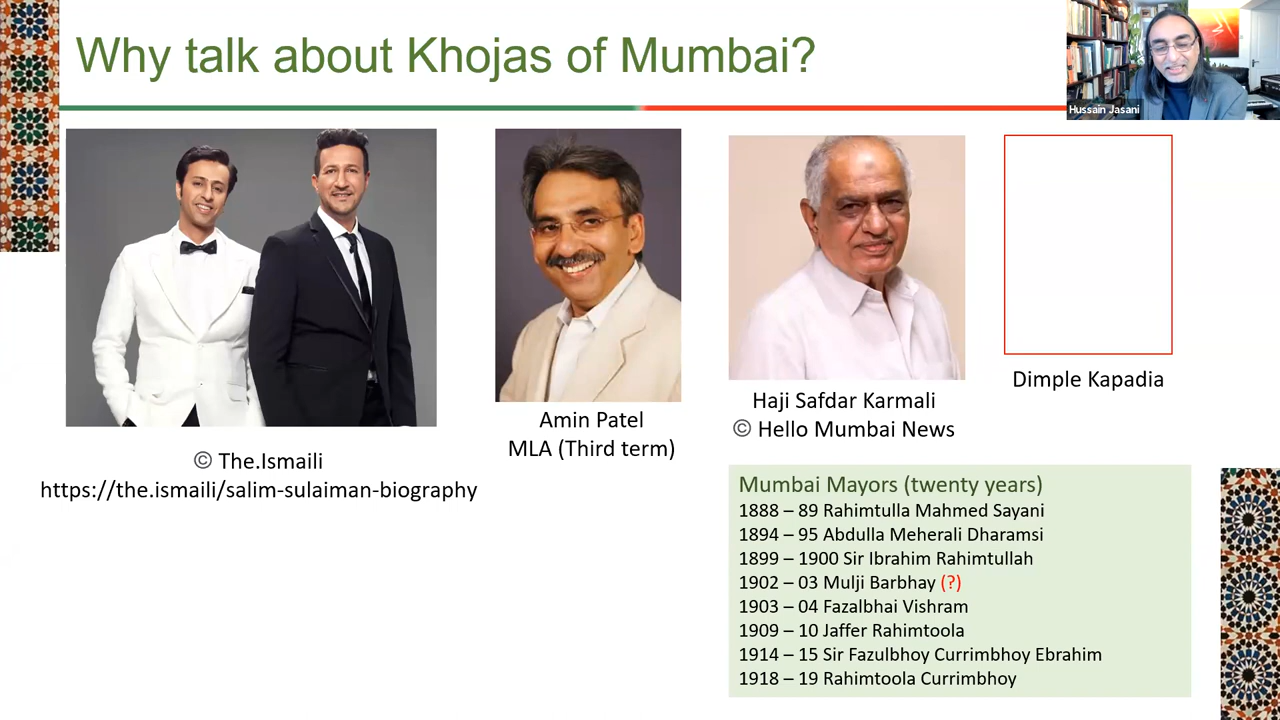 Why talk about Khojas of Mumbai?
Hussain Jasani
© The.Ismaili
https://the.ismaili/salim-sulaiman-biography
Amin Patel
MLA (Third term)
Haji Safdar Karmali
© Hello Mumbai News
Dimple Kapadia
Mumbai Mayors (twenty years)
1888 – 89 Rahimtulla Mahmed Sayani
1894 – 95 Abdulla Meherali Dharamsi
1899 – 1900 Sir Ibrahim Rahimtullah
1902 – 03 Mulji Barbhay (?)
1903 – 04 Fazalbhai Vishram
1909 – 10 Jaffer Rahimtoola
1914 – 15 Sir Fazulbhoy Currimbhoy Ebrahim
1918 – 19 Rahimtoola Currimbhoy